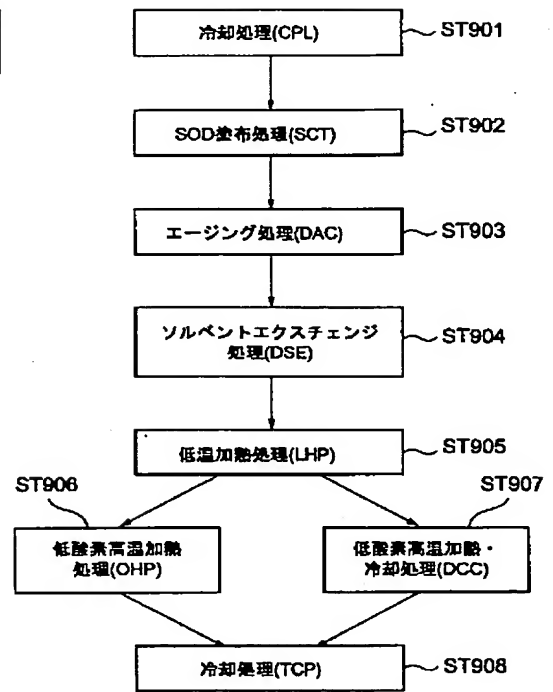 冷却処理(CPL)
ST901
SOD塗布処理(SCT)
ST902
エージング処理(DAC)
ST903
ソルベントエクスチェンジ
処理(DSE)
ST904
低温加熱処理(LHP)
ST905
ST906
ST907
低酸素高温加熱
処理(OHP)
低酸素高温加熱・
冷却処理(DCC)
冷却処理(TCP)
ST908